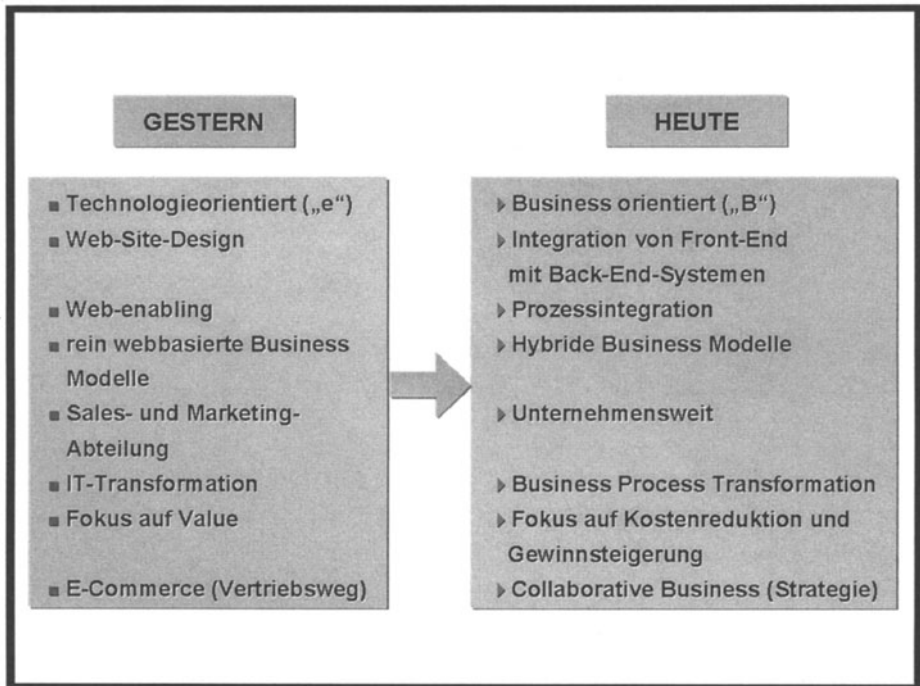 GESTERN
HEUTE
Technologieorientiert („e“)
Web-Site-Design
Web-enabling
rein webbasierte Business
Modelle
Sales- und Marketing-
Abteilung
IT-Transformation
Fokus auf Value
E-Commerce (Vertriebsweg)
Business orientiert („B“)
Integration von Front-End
mit Back-End-Systemen
Prozessintegration
Hybride Business Modelle
Unternehmensweit
Business Process Transformation
Fokus auf Kostenreduktion und
Gewinnsteigerung
Collaborative Business (Strategie)